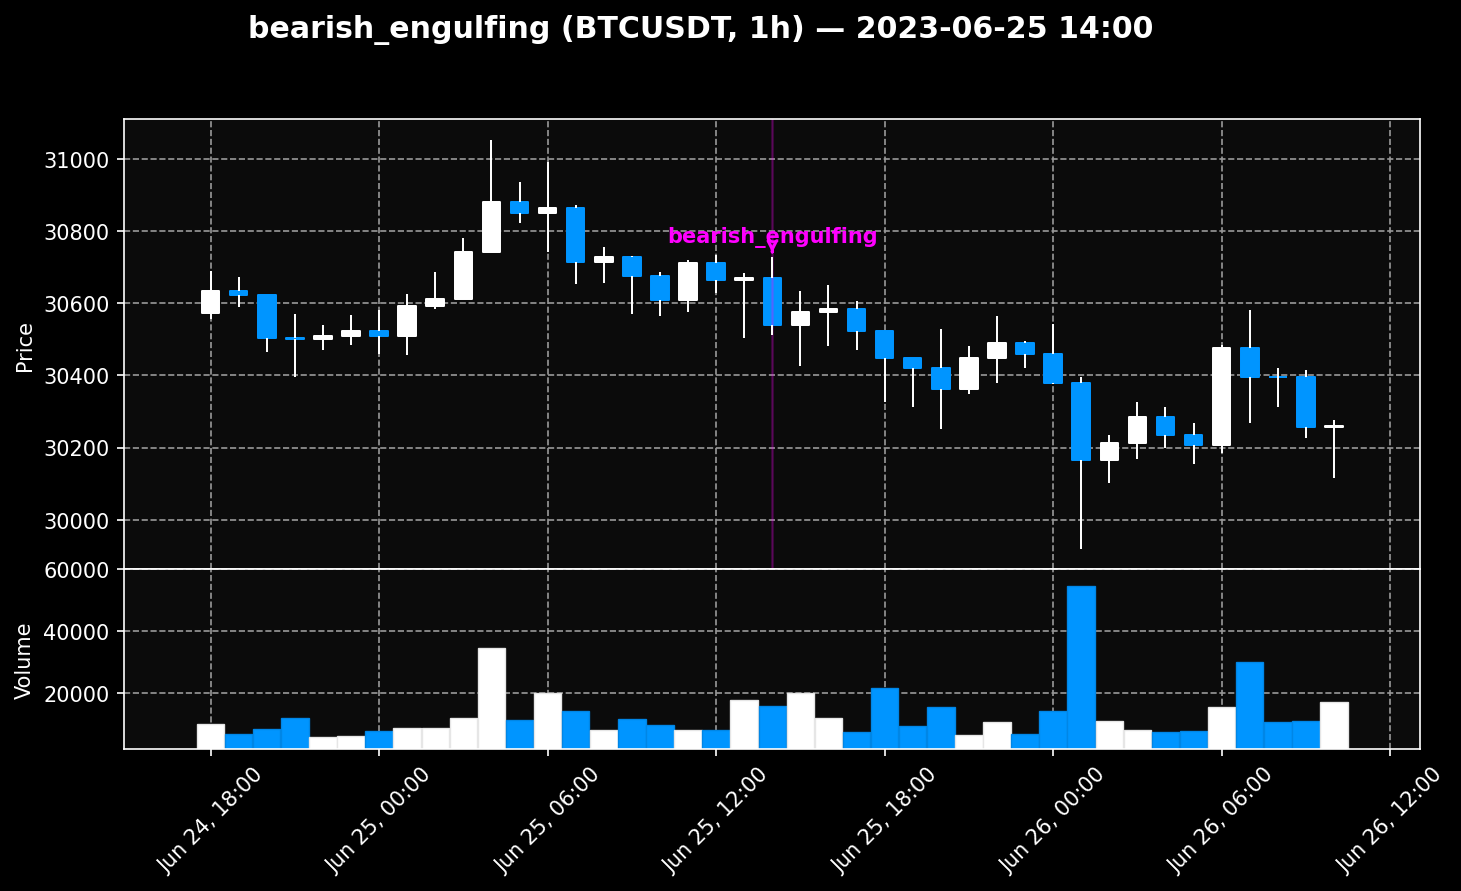 bearish_engulfing (BTCUSDT, 1h) — 2023-06-25 14:00
31000
30800
30600
30400
30200
30000
Price
bearish_engulfing
60000
40000
20000
Volume
Jun 24, 18:00
Jun 25, 00:00
Jun 25, 06:00
Jun 25, 12:00
Jun 25, 18:00
Jun 26, 00:00
Jun 26, 06:00
Jun 26, 12:00